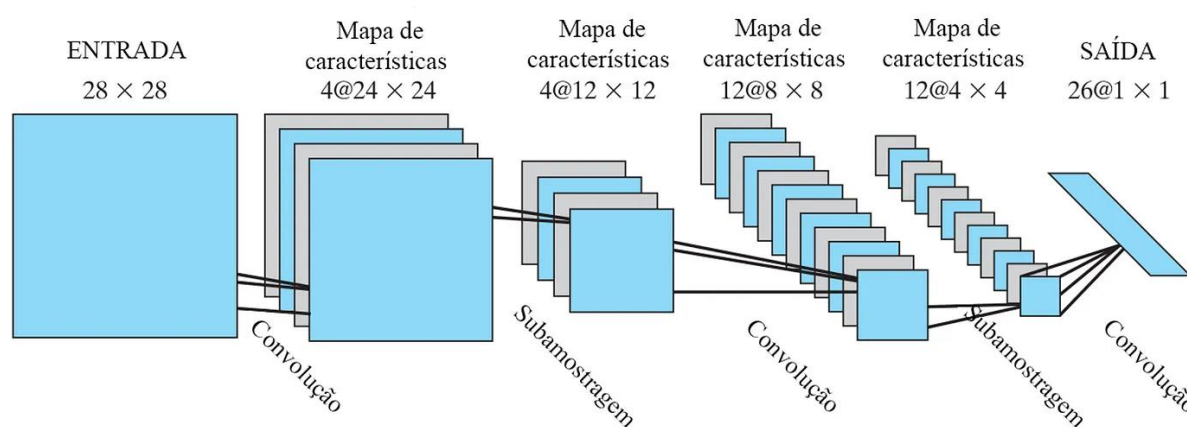 ENTRADA
28 × 28
Mapa de
características
4@24 × 24
Mapa de
características
4@12 × 12
Mapa de
características
12@8 × 8
Mapa de
características
12@4 × 4
SAÍDA
26@1 × 1
Convolução
Subamostragem
Convolução
Subamostragem
Convolução